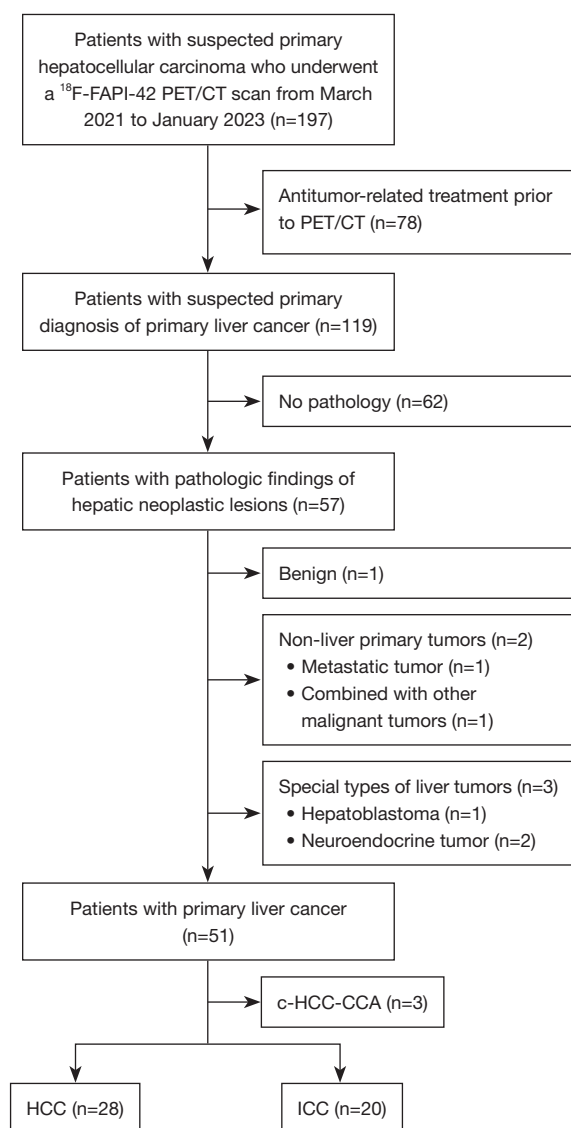 Patients with suspected primary
hepatocellular carcinoma who underwent
a ¹⁸F-FAPI-42 PET/CT scan from March
2021 to January 2023 (n=197)
Antitumor-related treatment prior
to PET/CT (n=78)
Patients with suspected primary
diagnosis of primary liver cancer (n=119)
No pathology (n=62)
Patients with pathologic findings of
hepatic neoplastic lesions (n=57)
Benign (n=1)
Non-liver primary tumors (n=2)
• Metastatic tumor (n=1)
• Combined with other
malignant tumors (n=1)
Special types of liver tumors (n=3)
• Hepatoblastoma (n=1)
• Neuroendocrine tumor (n=2)
Patients with primary liver cancer
(n=51)
c-HCC-CCA (n=3)
HCC (n=28)
ICC (n=20)